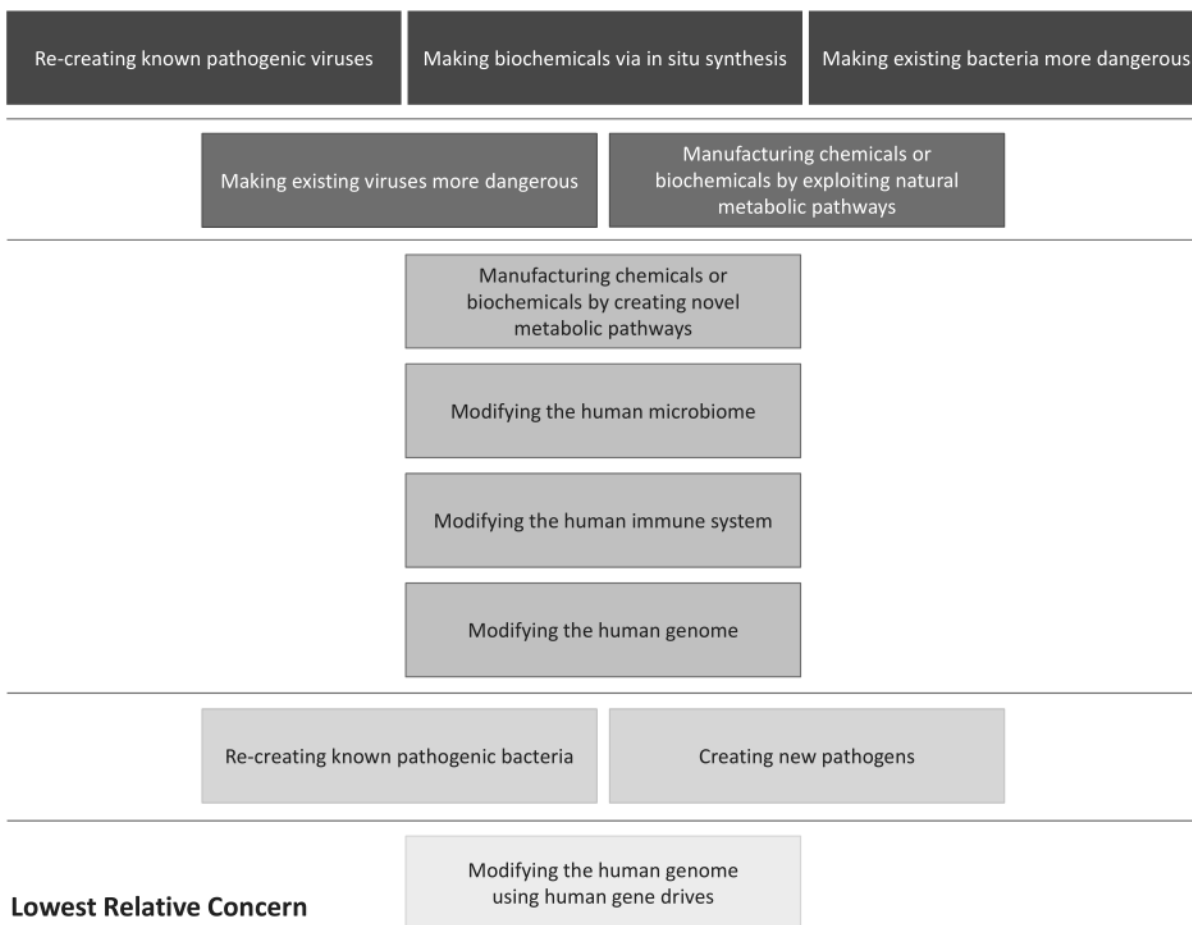 Re-creating known pathogenic viruses
Making biochemicals via in situ synthesis
Making existing bacteria more dangerous
Making existing viruses more dangerous
Manufacturing chemicals or
biochemicals by exploiting natural
metabolic pathways
Manufacturing chemicals or
biochemicals by creating novel
metabolic pathways
Modifying the human microbiome
Modifying the human immune system
Modifying the human genome
Re-creating known pathogenic bacteria
Creating new pathogens
Modifying the human genome
using human gene drives
Lowest Relative Concern